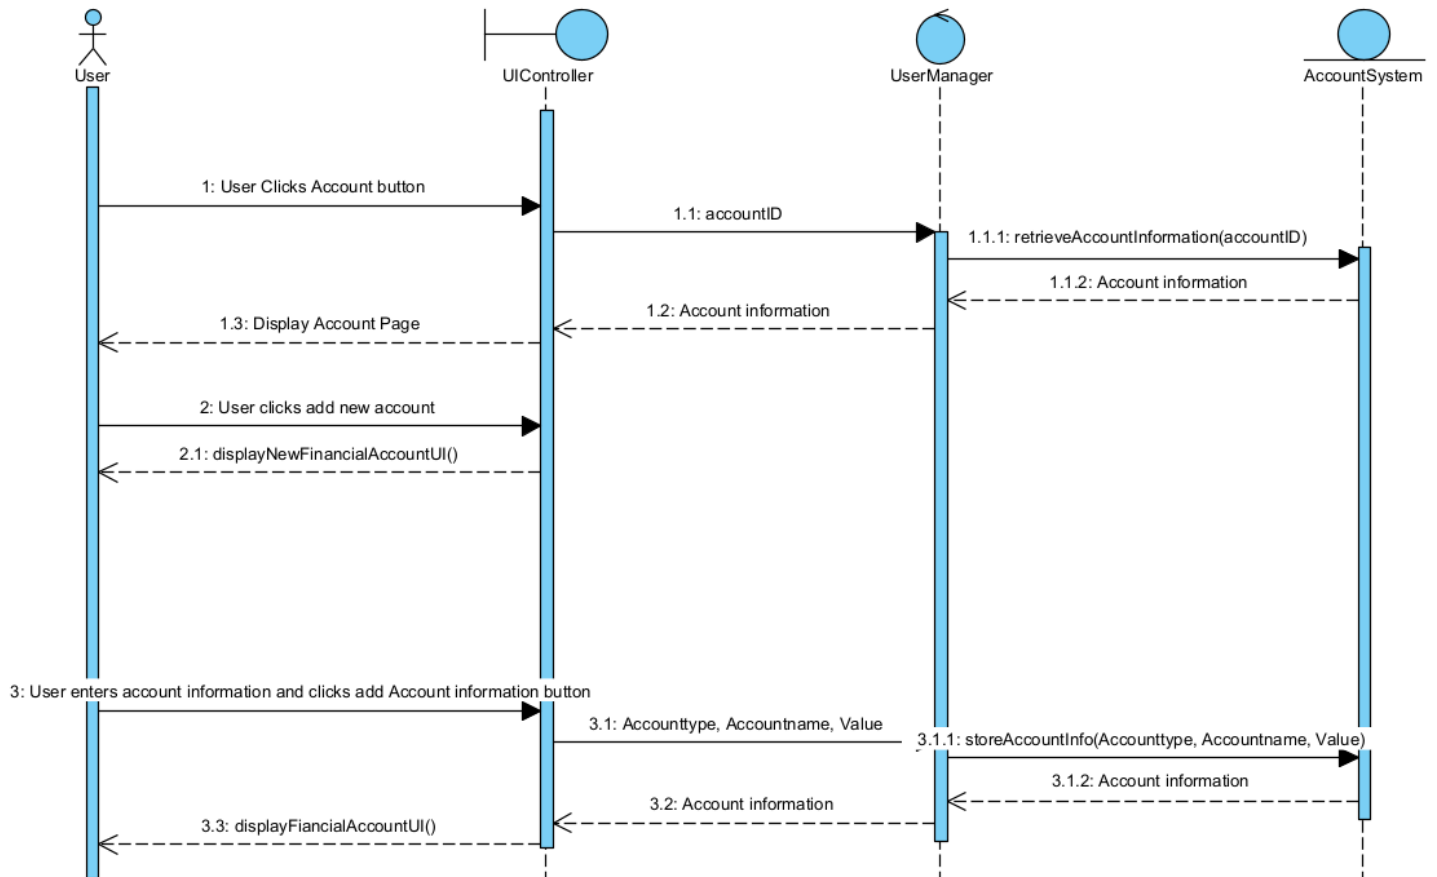 User
UIController
UserManager
AccountSystem
1: User Clicks Account button
1.1: accountID
1.1.1: retrieveAccountInformation(accountID)
1.1.2: Account information
1.2: Account information
1.3: Display Account Page
2: User clicks add new account
2.1: displayNewFinancialAccountUI()
3: User enters account information and clicks add Account information button
3.1: Accounttype, Accountname, Value
3.1.1: storeAccountInfo(Accounttype, Accountname, Value)
3.1.2: Account information
3.2: Account information
3.3: displayFiancialAccountUI()